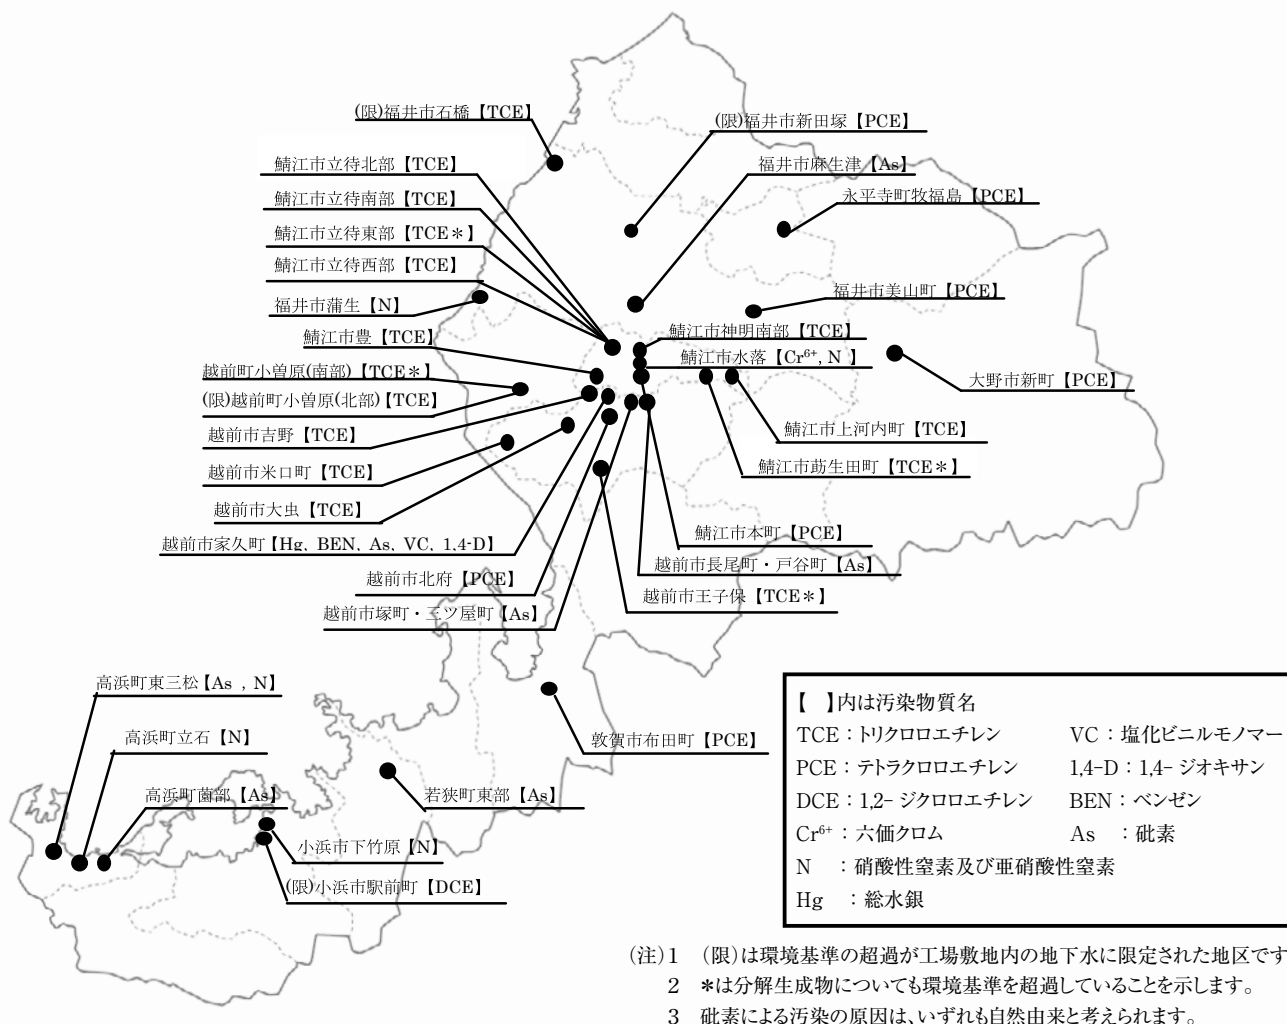 (限)福井市石橋【TCE】
(限)福井市新田塚【PCE】
鯖江市立待北部【TCE】
福井市麻生津【As】
鯖江市立待南部【TCE】
永平寺町牧福島【PCE】
鯖江市立待東部【TCE＊】
鯖江市立待西部【TCE】
福井市蒲生【N】
福井市美山町【PCE】
鯖江市豊【TCE】
鯖江市神明南部【TCE】
鯖江市水落【Cr⁶⁺, N 】
越前町小曽原(南部)【TCE＊】
大野市新町【PCE】
(限)越前町小曽原(北部)【TCE】
越前市吉野【TCE】
鯖江市上河内町【TCE】
越前市米口町【TCE】
鯖江市莇生田町【TCE＊】
越前市大虫【TCE】
鯖江市本町【PCE】
越前市家久町【Hg, BEN, As, VC, 1,4-D】
越前市長尾町・戸谷町【As】
越前市北府【PCE】
越前市王子保【TCE＊】
越前市塚町・三ツ屋町【As】
高浜町東三松【As , N】
高浜町立石【N】
敦賀市布田町【PCE】
高浜町薗部【As】
若狭町東部【As】
小浜市下竹原【N】
(限)小浜市駅前町【DCE】
【　】内は汚染物質名
TCE：トリクロロエチレン　VC：塩化ビニルモノマー
PCE：テトラクロロエチレン　1,4-D：1,4-ジオキサン
DCE：1,2-ジクロロエチレン　BEN：ベンゼン
Cr⁶⁺：六価クロム　As　：砒素
N　：硝酸性窒素及び亜硝酸性窒素
Hg　：総水銀
(注)1　(限)は環境基準の超過が工場敷地内の地下水に限定された地区です
2　＊は分解生成物についても環境基準を超過していることを示します。
3　砒素による汚染の原因は、いずれも自然由来と考えられます。